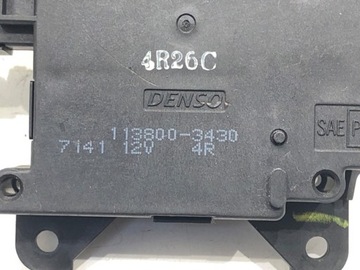 4R26C
DENSO
113800-3430
7141 12V 4R
SAE P